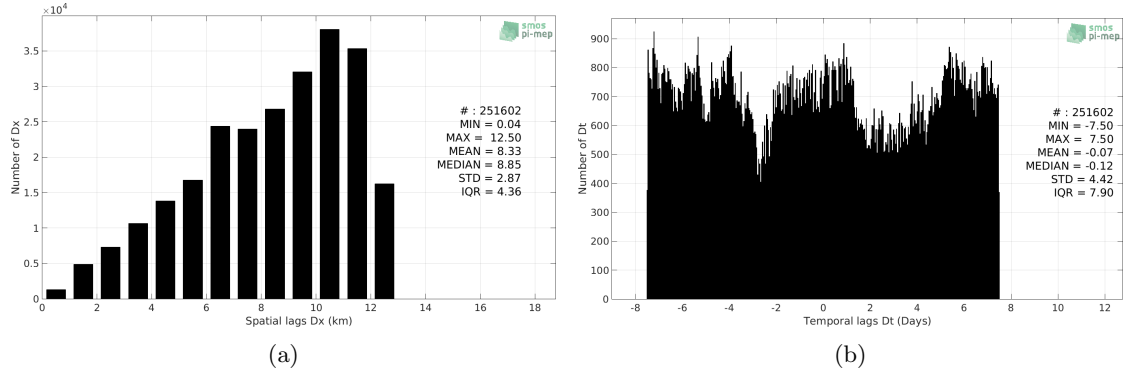 ×10⁴
smos
pi-mep
3.5
2.5
1.5
0.5
0
Number of Dx
# : 251602
MIN = 0.04
MAX = 12.50
MEAN = 8.33
MEDIAN = 8.85
STD = 2.87
IQR = 4.36
0 2 4 6 8 10 12 14 16 18
Spatial lags Dx (km)
(a)
smos
pi-mep
900
800
700
600
500
400
300
200
100
0
Number of Dt
# : 251602
MIN = -7.50
MAX = 7.50
MEAN = -0.07
MEDIAN = -0.12
STD = 4.42
IQR = 7.90
-8 -6 -4 -2 0 2 4 6 8 10 12
Temporal lags Dt (Days)
(b)